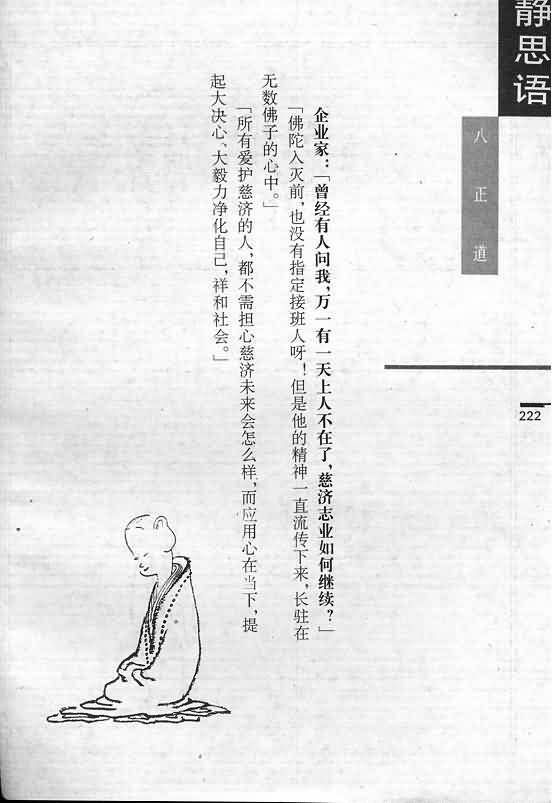 静思语
八正道
222
企业家：「曾经有人问我，万一有一天上人不在了，慈济志业如何继续？」
「佛陀入灭前，也没有指定接班人呀！但是他的精神一直流传下来，长驻在
无数佛子的心中。」
「所有爱护慈济的人，都不需担心慈济未来会怎么样，而应用心在当下，提
起大决心、大毅力净化自己，祥和社会。」